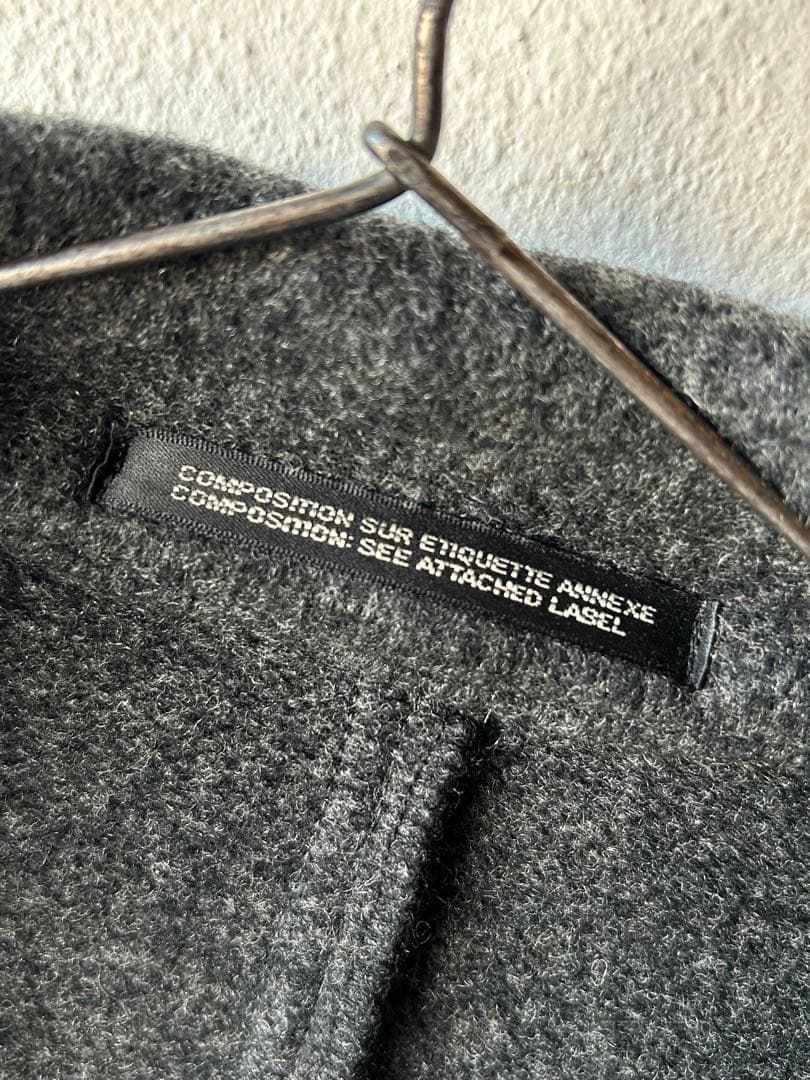 COMPOSITION SUR ETIQUETTE ANNEXE
COMPOSITION: SEE ATTACHED LABEL